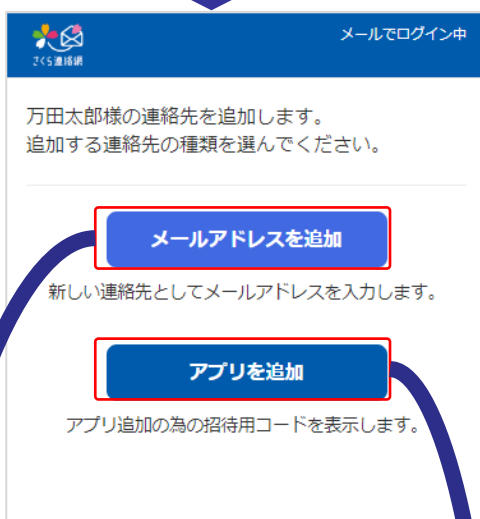 さくら連絡網
メールでログイン中
万田太郎様の連絡先を追加します。
追加する連絡先の種類を選んでください。
メールアドレスを追加
新しい連絡先としてメールアドレスを入力します。
アプリを追加
アプリ追加の為の招待用コードを表示します。